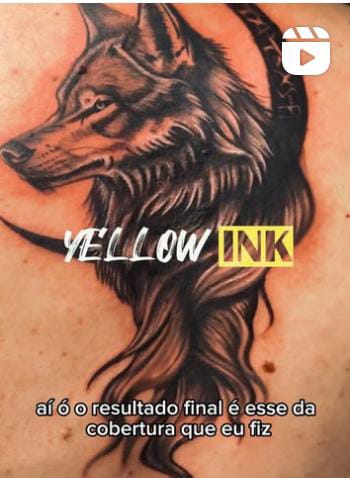 YELLOW INK
aí ó o resultado final é esse da
cobertura que eu fiz